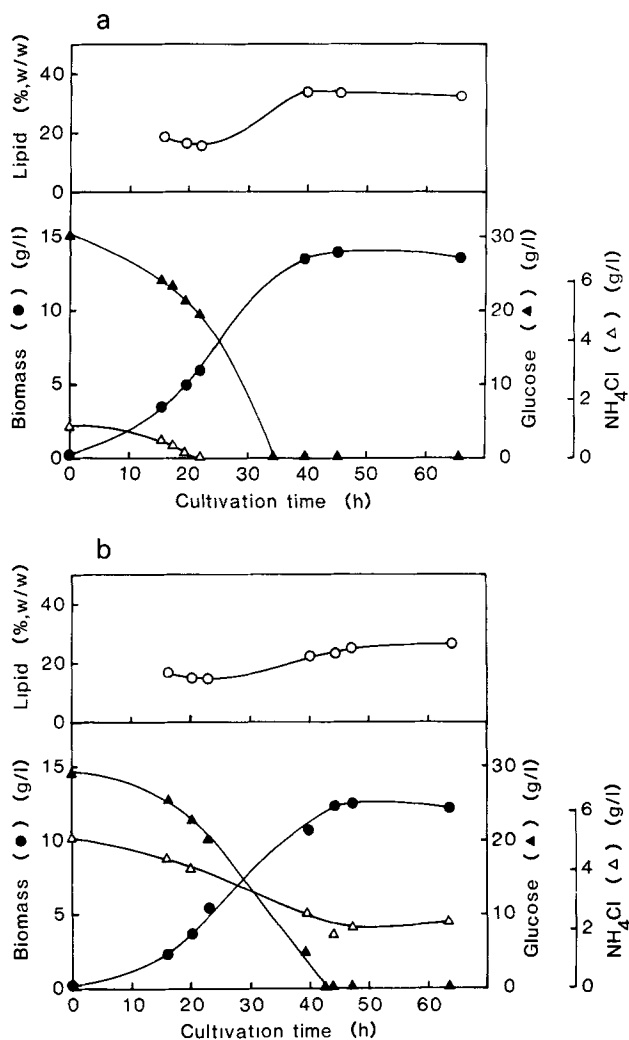 a
Lipid (%,w/w)
40
20
0
Biomass (●) (g/l)
15
10
5
0
Glucose (▲) (g/l)
30
20
10
0
NH4Cl (△) (g/l)
6
4
2
0
0 10 20 30 40 50 60
Cultivation time (h)
b
Lipid (%,w/w)
40
20
0
Biomass (●) (g/l)
15
10
5
0
Glucose (▲) (g/l)
30
20
10
0
NH4Cl (△) (g/l)
6
4
2
0
0 10 20 30 40 50 60
Cultivation time (h)